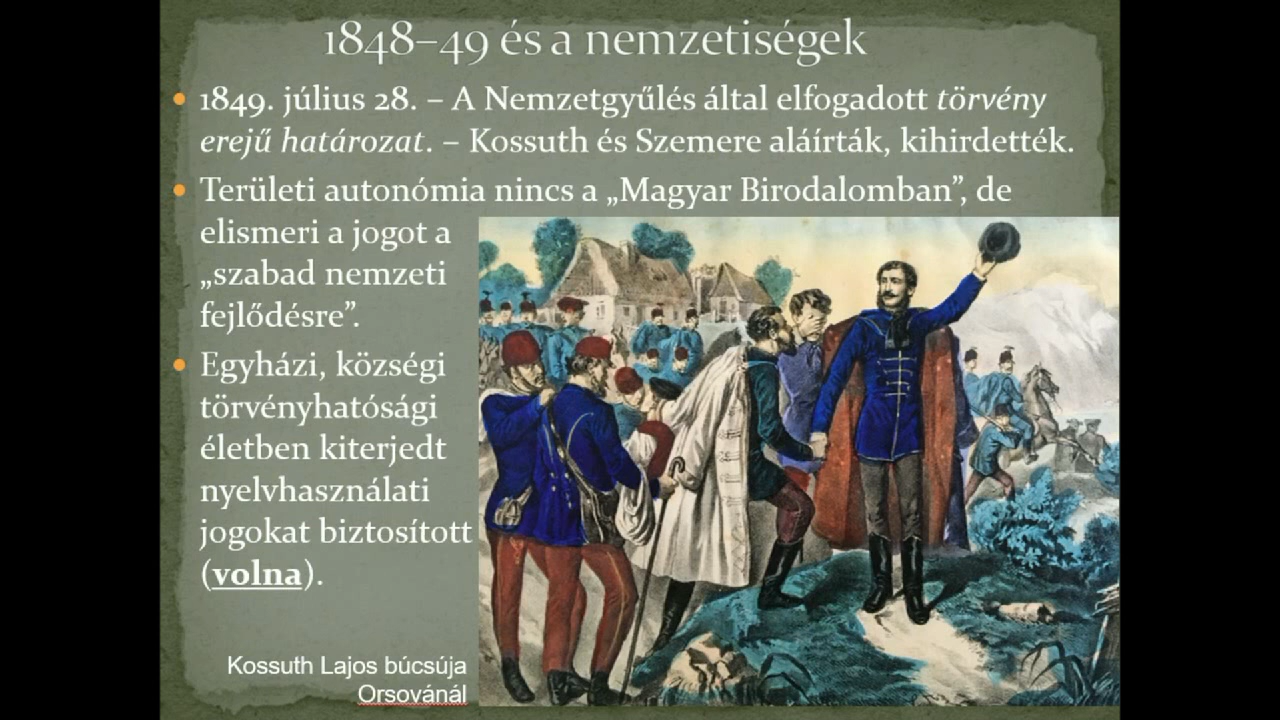 1848–49 és a nemzetiségek
1849. július 28. – A Nemzetgyűlés által elfogadott törvény
erejű határozat. – Kossuth és Szemere aláírták, kihirdették.
Területi autonómia nincs a „Magyar Birodalomban”, de
elismeri a jogot a
„szabad nemzeti
fejlődésre”.
Egyházi, községi
törvényhatósági
életben kiterjedt
nyelvhasználati
jogokat biztosított
(volna).
Kossuth Lajos búcsúja
Orsovánál